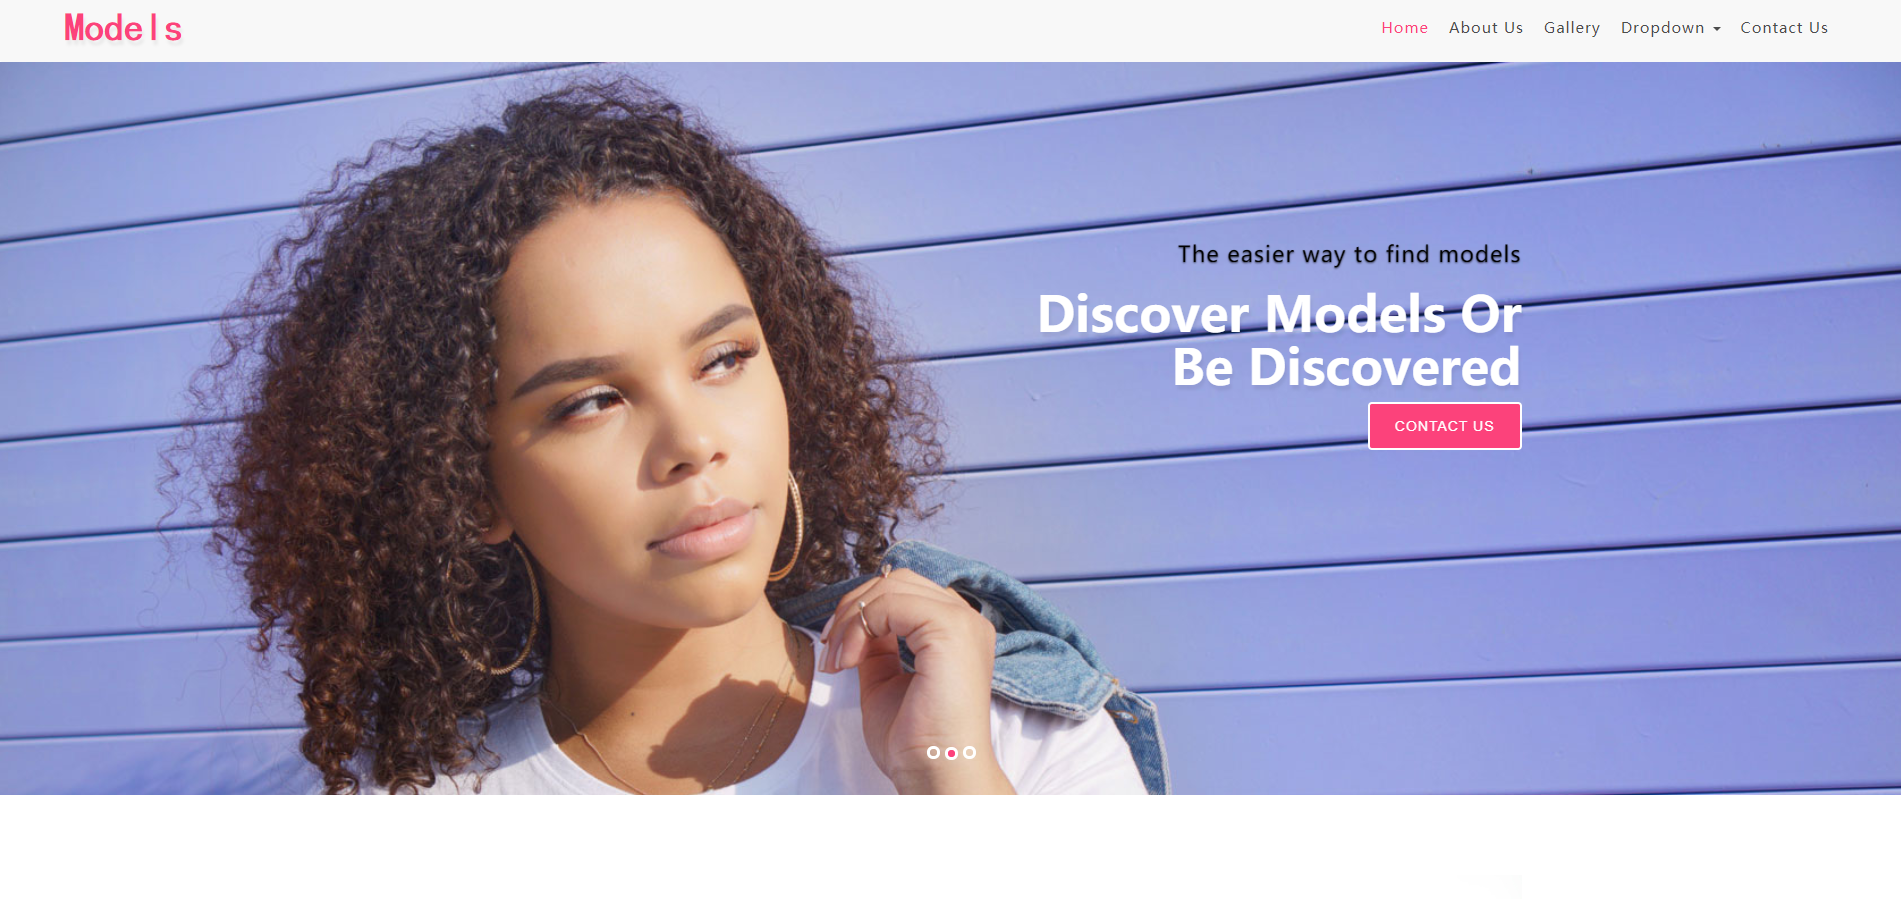 Models
Home About Us Gallery Dropdown Contact Us
The easier way to find models
Discover Models Or
Be Discovered
CONTACT US